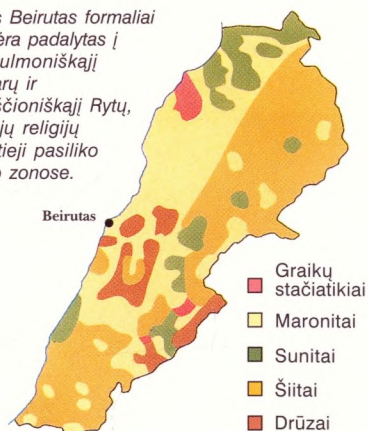 Beirutas formaliai
ėra padalytas į
ulmoniškąjį
arų ir
ščioniškąjį Rytų,
jų religijų
tieji pasiliko
zonose.
Beirutas
Graikų
stačiatikiai
Maronitai
Sunitai
Šiitai
Drūzai